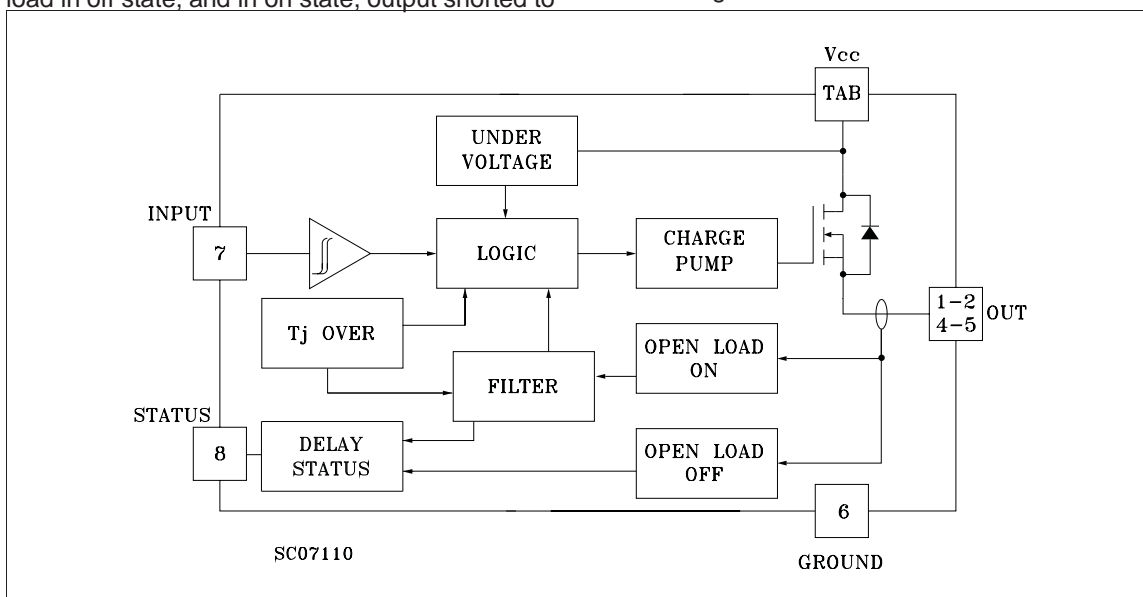 load in off state, and in on state, output shorted to
Vcc
TAB
UNDER
VOLTAGE
INPUT
7
LOGIC
CHARGE
PUMP
1-2
4-5
OUT
Tj OVER
OPEN LOAD
ON
FILTER
STATUS
8
DELAY
STATUS
OPEN LOAD
OFF
6
SC07110
GROUND